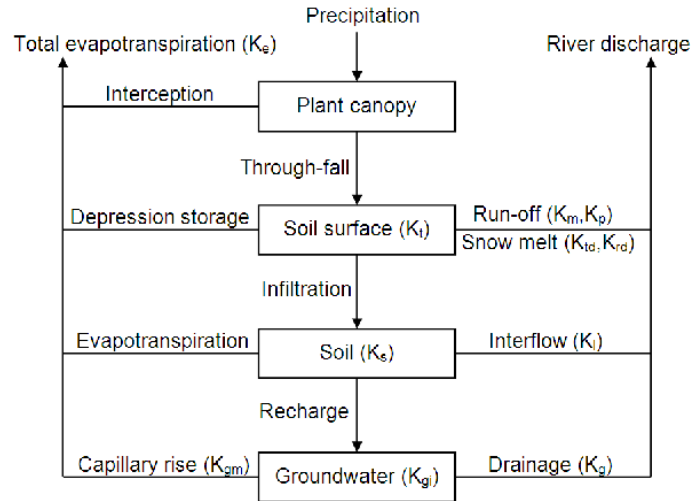 Precipitation
Total evapotranspiration (Ke)
River discharge
Interception
Plant canopy
Through-fall
Depression storage
Soil surface (Kt)
Run-off (Km,Kp)
Snow melt (Ktd,Krd)
Infiltration
Evapotranspiration
Soil (Ks)
Interflow (Ki)
Recharge
Capillary rise (Kgm)
Groundwater (Kgi)
Drainage (Kg)